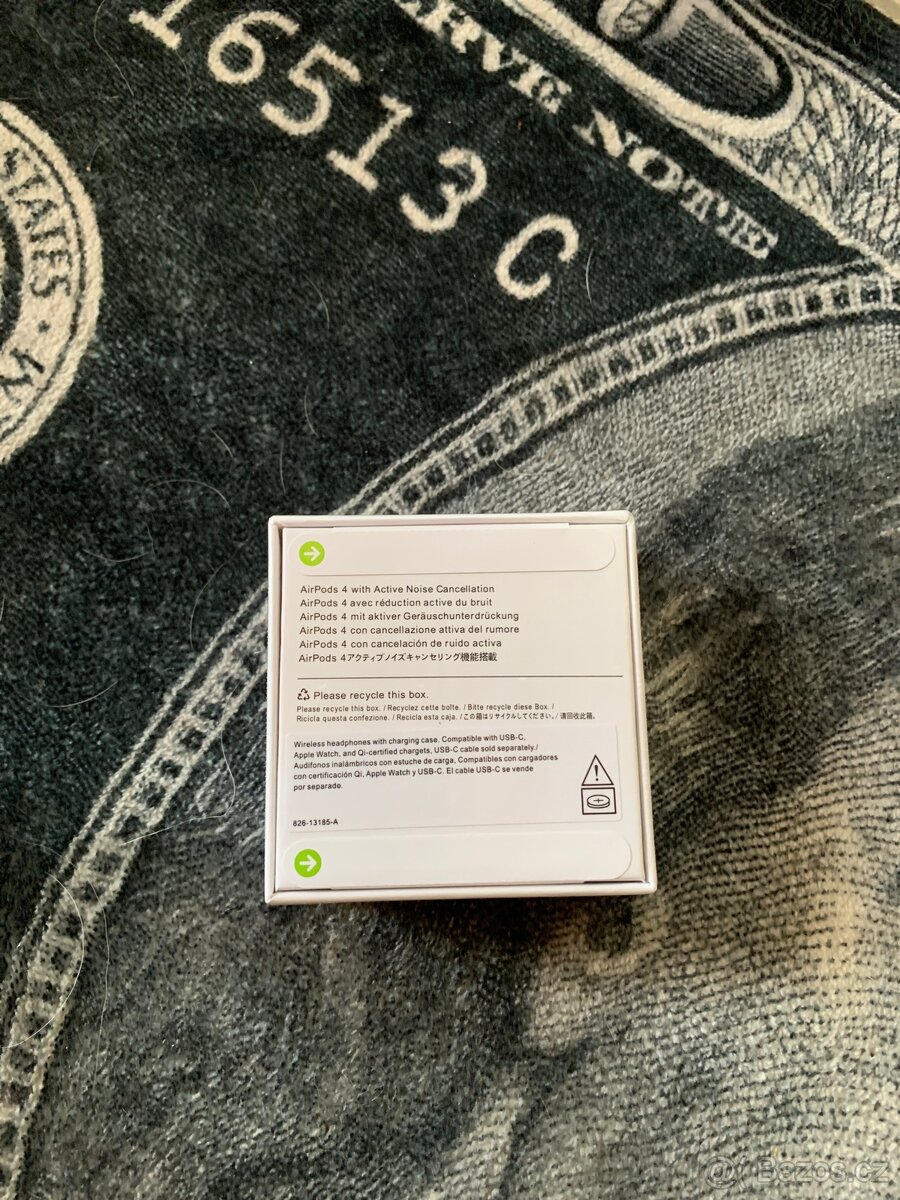 16513 C
ERVE NOTE
STATES
AirPods 4 with Active Noise Cancellation
AirPods 4 avec réduction active du bruit
AirPods 4 mit aktiver Geräuschunterdrückung
AirPods 4 con cancellazione attiva del rumore
AirPods 4 con cancelación de ruido activa
AirPods 4アクティブノイズキャンセリング機能搭載
Please recycle this box.
Please recycle this box. / Recyclez cette boîte. / Bitte recycle diese Box. /
Ricicla questa confezione. / Recicla esta caja. / この箱はリサイクルしてください。/ 请回收此箱。
Wireless headphones with charging case. Compatible with USB-C,
Apple Watch, and Qi-certified chargets, USB-C cable sold separately./
Audifonos inalámbricos con estuche de carga, Compatibles con cargadores
con certificación Qi, Apple Watch y USB-C. El cable USB-C se vende
por separado.
826-13185-A
Bazos.cz